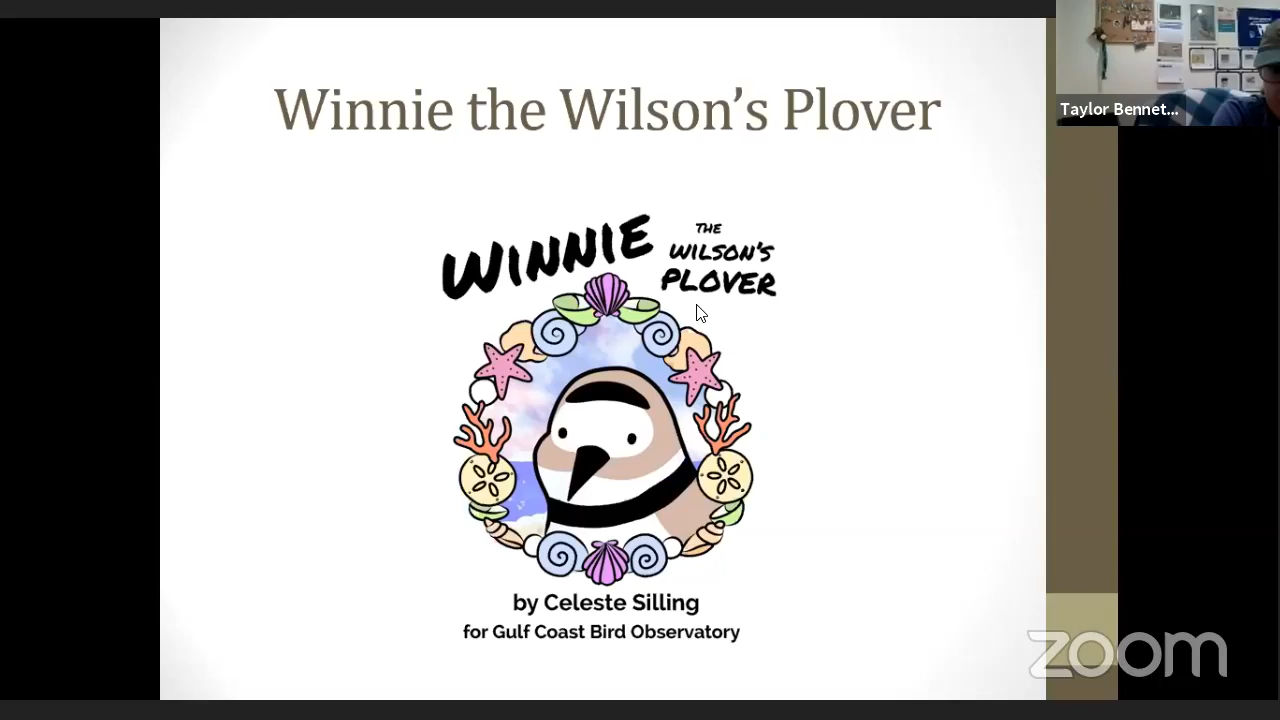 Winnie the Wilson's Plover
WINNIE
THE
WILSON'S
PLOVER
by Celeste Silling
for Gulf Coast Bird Observatory
Taylor Bennet...
zoom